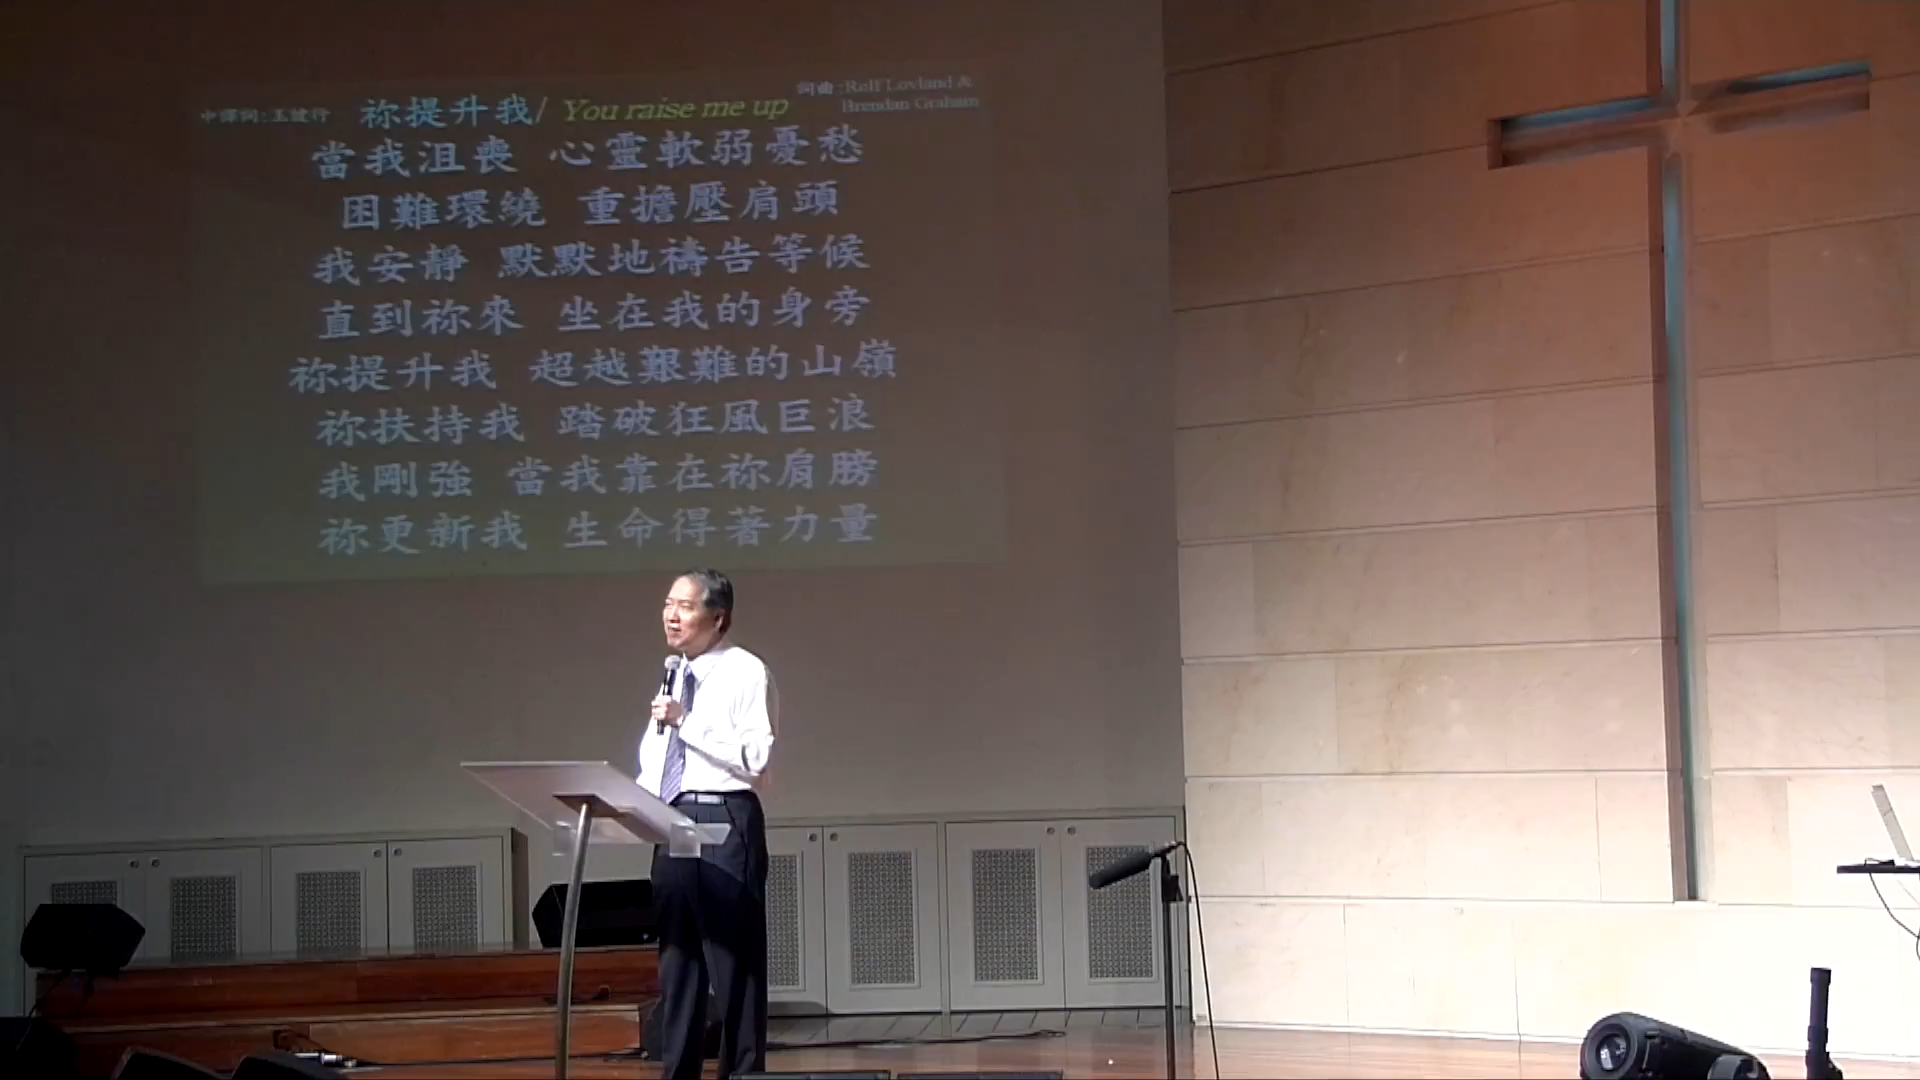 中譯詞:王健行 祢提升我/ You raise me up 詞曲:Rolf Lovland &
Brendan Graham
當我沮喪 心靈軟弱憂愁
困難環繞 重擔壓肩頭
我安靜 默默地禱告等候
直到祢來 坐在我的身旁
祢提升我 超越艱難的山嶺
祢扶持我 踏破狂風巨浪
我剛強 當我靠在祢肩膀
祢更新我 生命得著力量